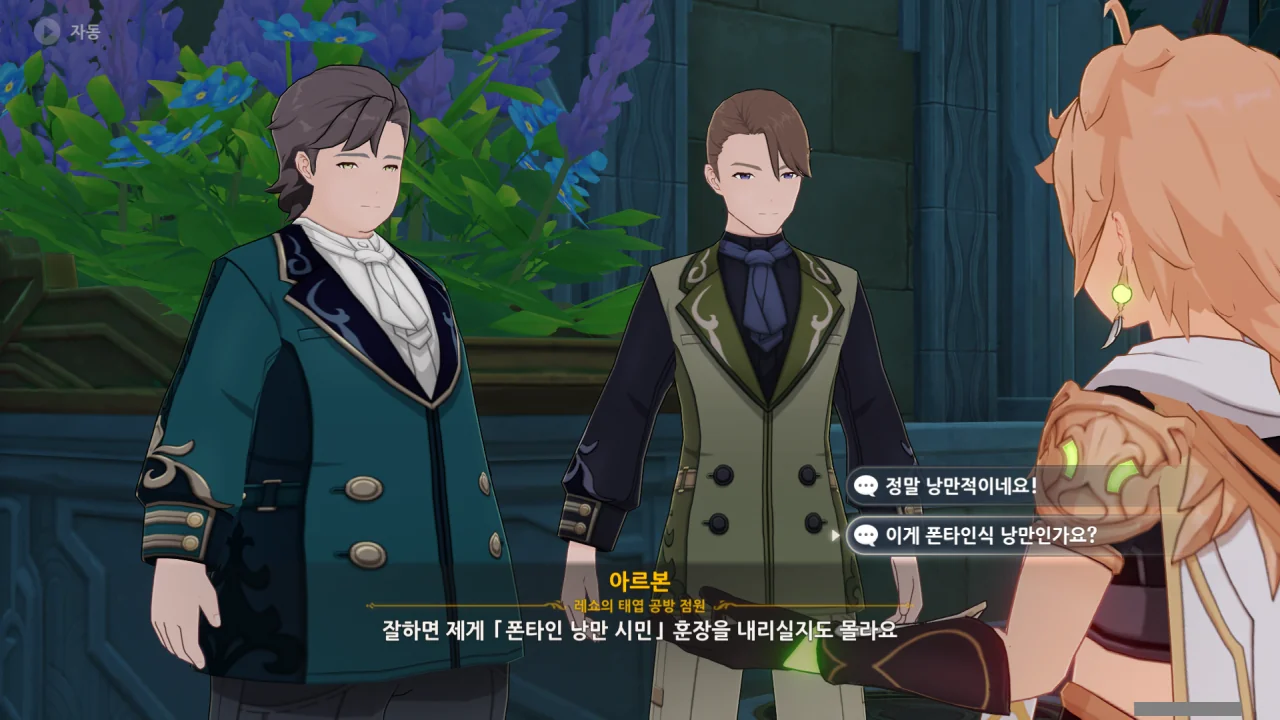 자동
정말 낭만적이네요!
이게 폰타인식 낭만인가요?
아르본
레쇼의 태엽 공방 점원
잘하면 제게 「폰타인 낭만 시민」 훈장을 내리실지도 몰라요